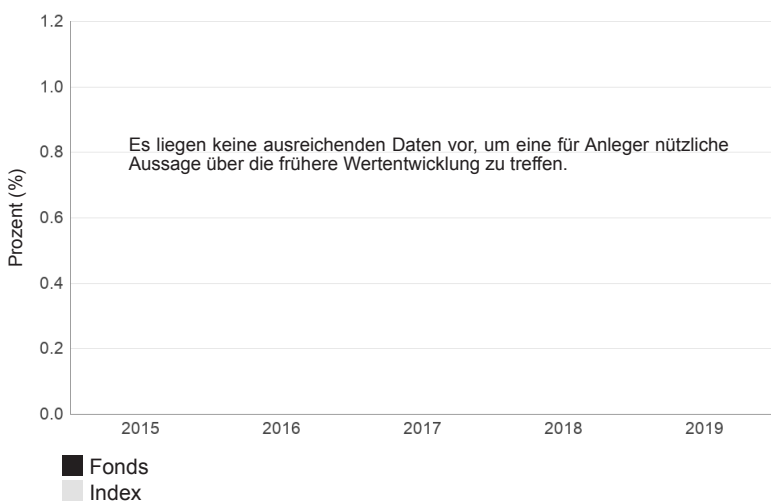 1.2
1.0
Es liegen keine ausreichenden Daten vor, um eine für Anleger nützliche
0.8
Aussage über die frühere Wertentwicklung zu treffen.
Prozent (%)
0.6
0.4
0.2
0.0
2015 2016 2017 2018 2019
Fonds
Index